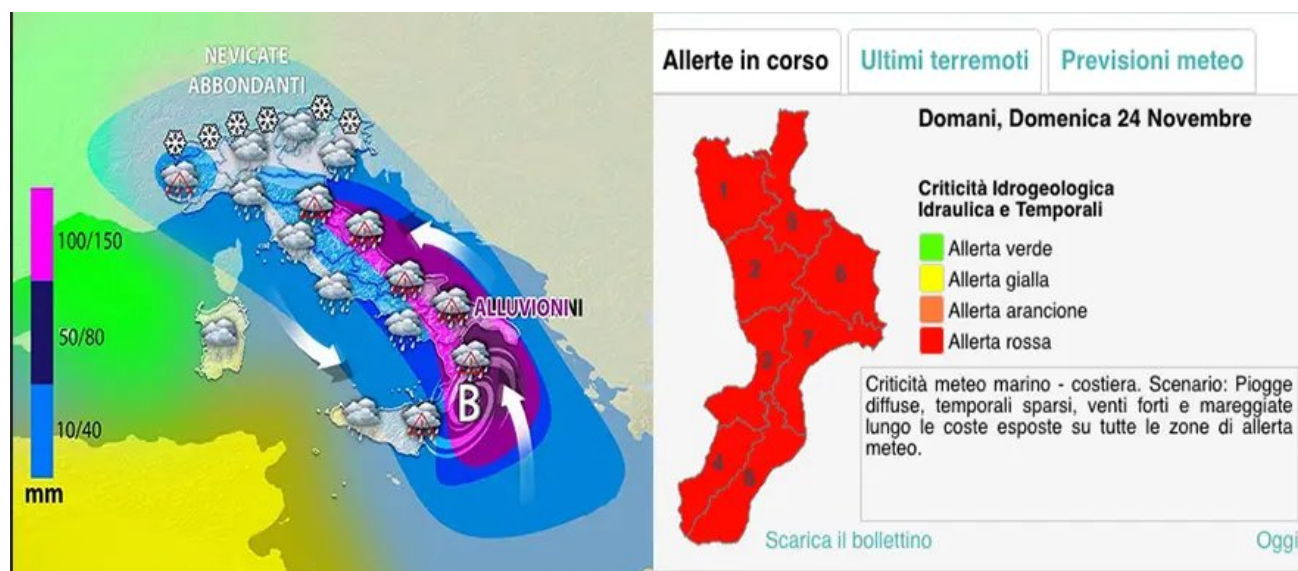 NEVICATE
ABBONDANTI
100/150
50/80
10/40
mm
ALLUVIONNI
B
Allerte in corso
Ultimi terremoti
Previsioni meteo
Domani, Domenica 24 Novembre
Criticità Idrogeologica
Idraulica e Temporali
Allerta verde
Allerta gialla
Allerta arancione
Allerta rossa
1
5
2
6
7
3
4
8
Criticità meteo marino - costiera. Scenario: Piogge
diffuse, temporali sparsi, venti forti e mareggiate
lungo le coste esposte su tutte le zone di allerta
meteo.
Scarica il bollettino
Oggi